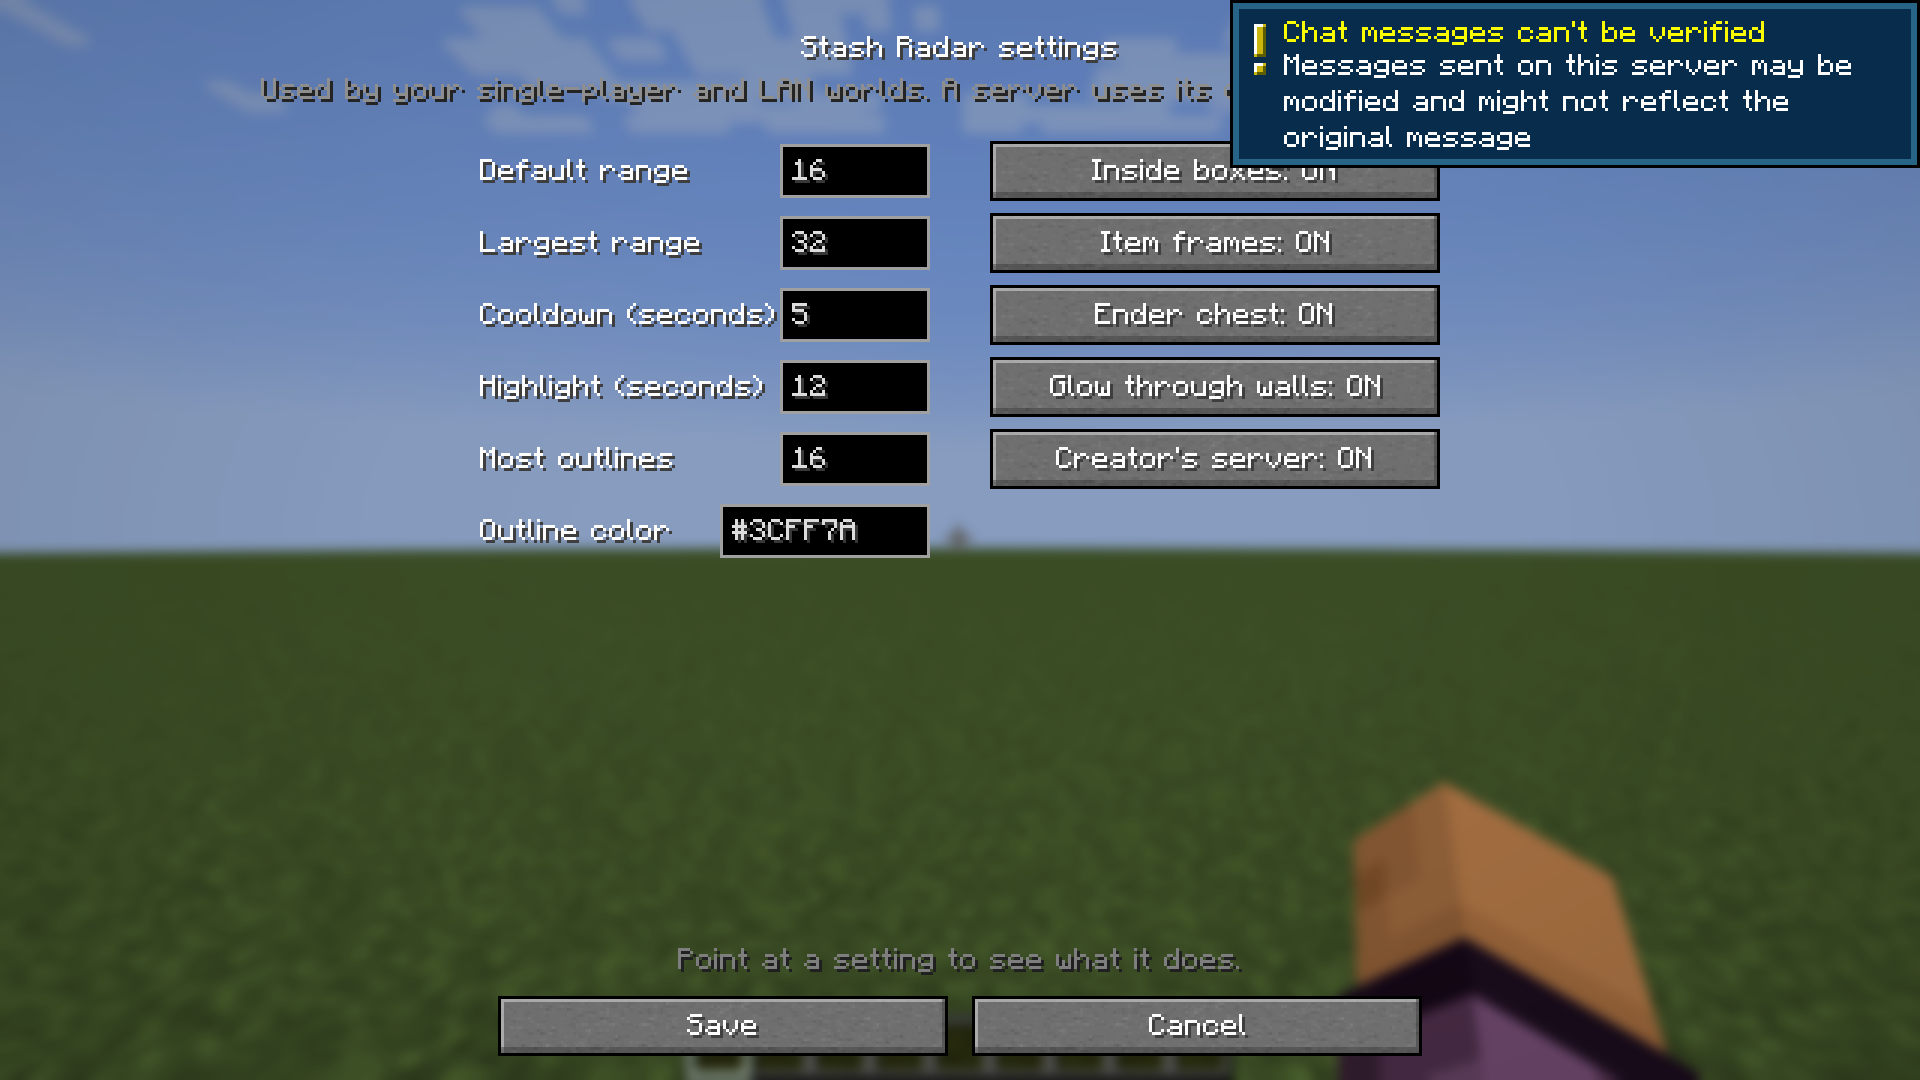 Stash Radar settings
Used by your single-player and LAN worlds. A server uses its
Chat messages can't be verified
Messages sent on this server may be
modified and might not reflect the
original message
Default range 16
Inside boxes: ON
Largest range 32
Item frames: ON
Cooldown (seconds) 5
Ender chest: ON
Highlight (seconds) 12
Glow through walls: ON
Most outlines 16
Creator's server: ON
Outline color #3CFF7A
Point at a setting to see what it does.
Save
Cancel